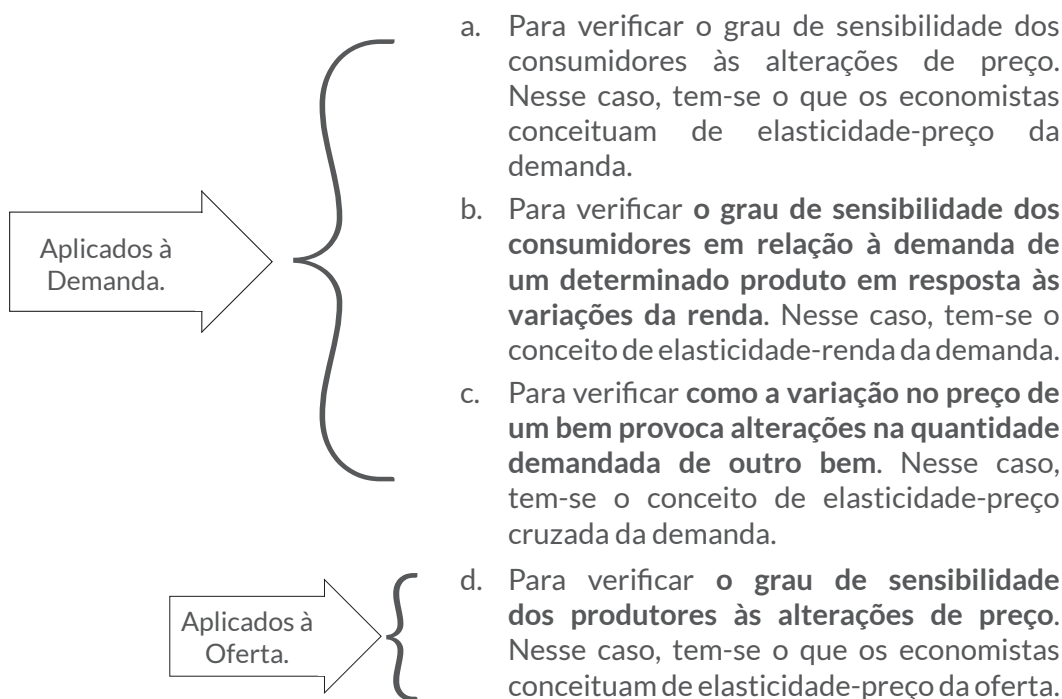 a. Para verificar o grau de sensibilidade dos
consumidores às alterações de preço.
Nesse caso, tem-se o que os economistas
conceituam de elasticidade-preço da
demanda.
Aplicados à
Demanda.
b. Para verificar o grau de sensibilidade dos
consumidores em relação à demanda de
um determinado produto em resposta às
variações da renda. Nesse caso, tem-se o
conceito de elasticidade-renda da demanda.
c. Para verificar como a variação no preço de
um bem provoca alterações na quantidade
demandada de outro bem. Nesse caso,
tem-se o conceito de elasticidade-preço
cruzada da demanda.
Aplicados à
Oferta.
d. Para verificar o grau de sensibilidade
dos produtores às alterações de preço.
Nesse caso, tem-se o que os economistas
conceituam de elasticidade-preço da oferta.